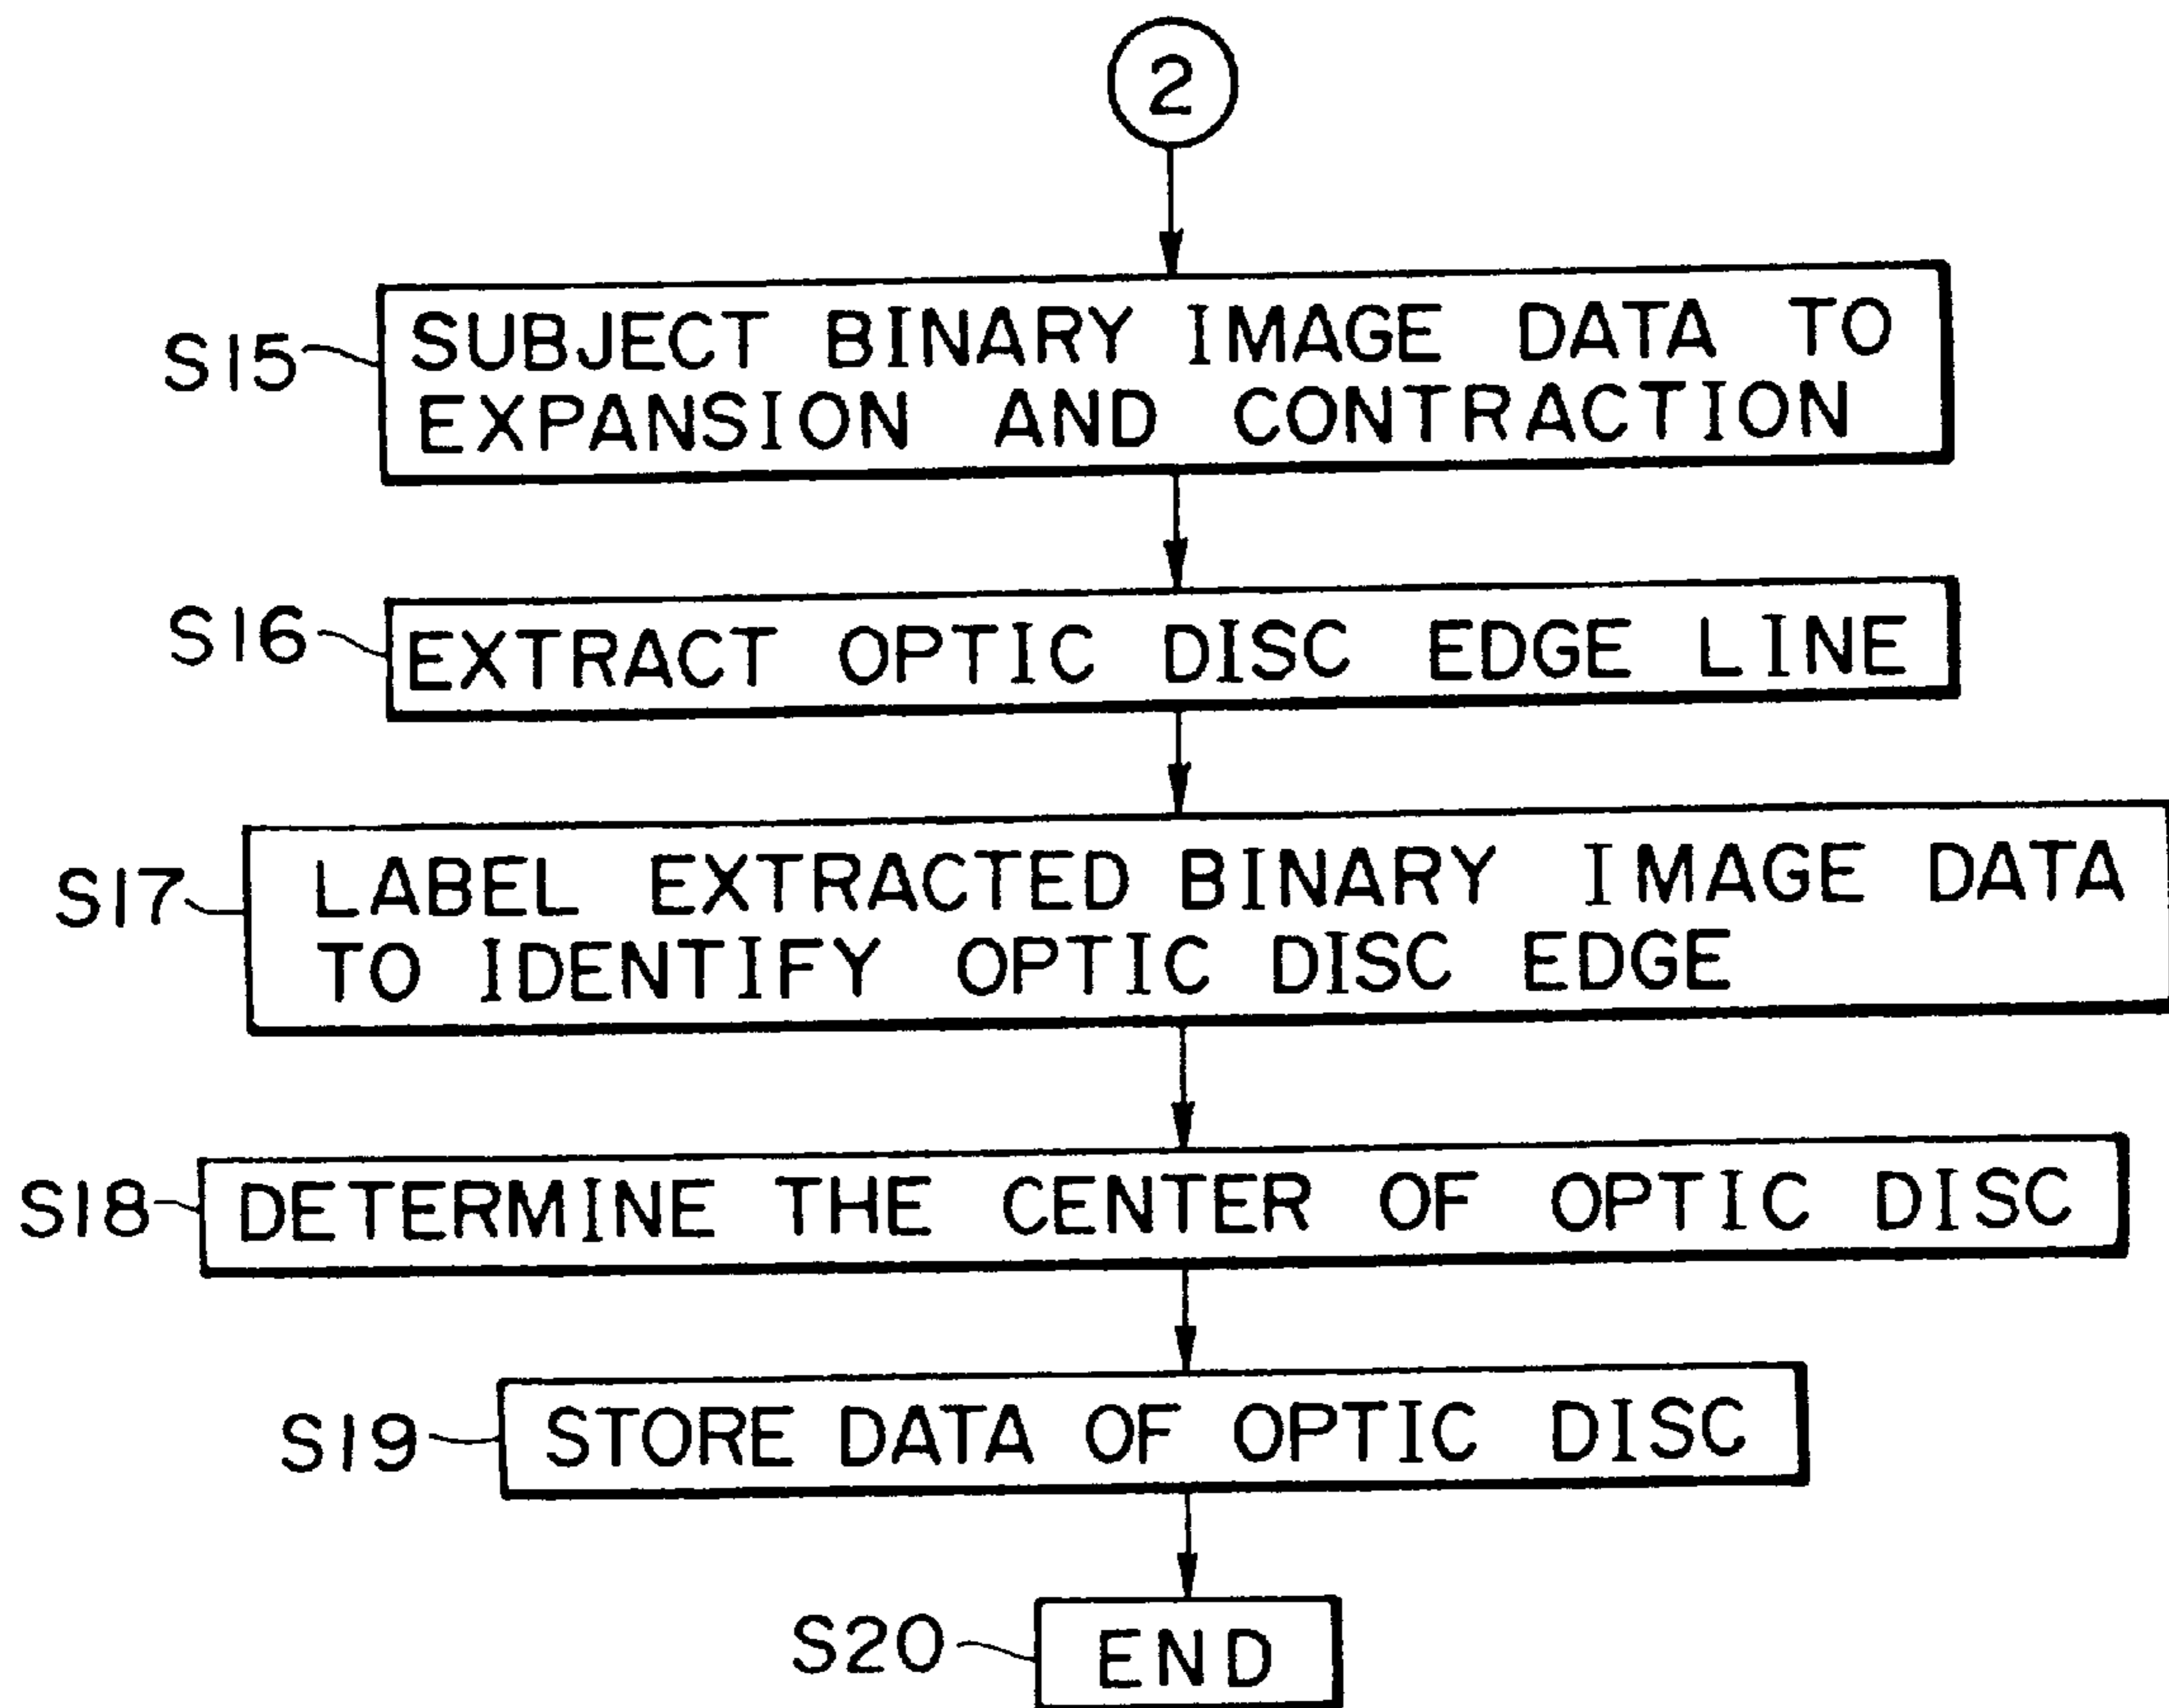 2
S15
SUBJECT BINARY IMAGE DATA TO
EXPANSION AND CONTRACTION
S16
EXTRACT OPTIC DISC EDGE LINE
S17
LABEL EXTRACTED BINARY IMAGE DATA
TO IDENTIFY OPTIC DISC EDGE
S18
DETERMINE THE CENTER OF OPTIC DISC
S19
STORE DATA OF OPTIC DISC
S20
END